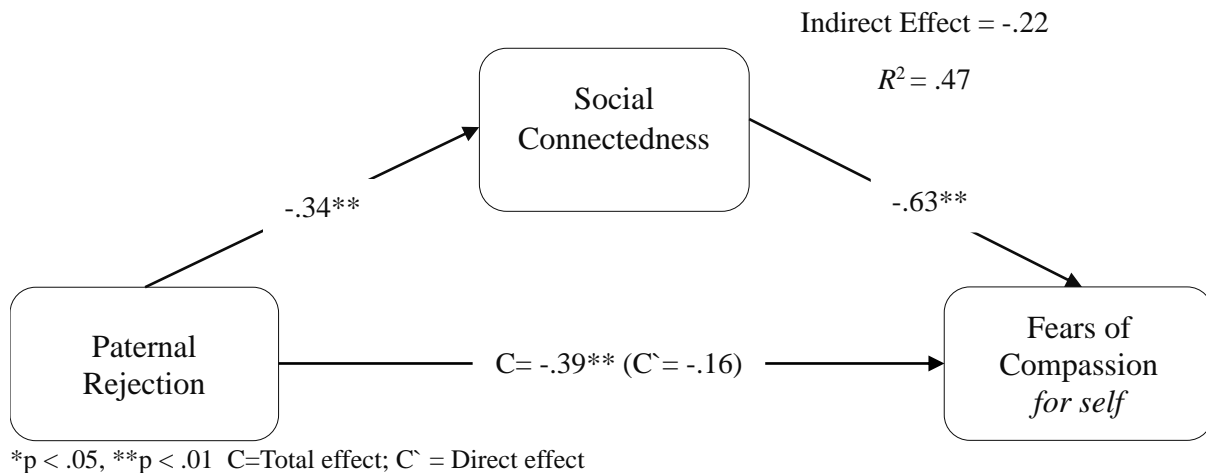 Indirect Effect = -.22
R² = .47
Social
Connectedness
-.34**
-.63**
Paternal
Rejection
C= -.39** (C`= -.16)
Fears of
Compassion
for self
*p < .05, **p < .01  C=Total effect; C` = Direct effect